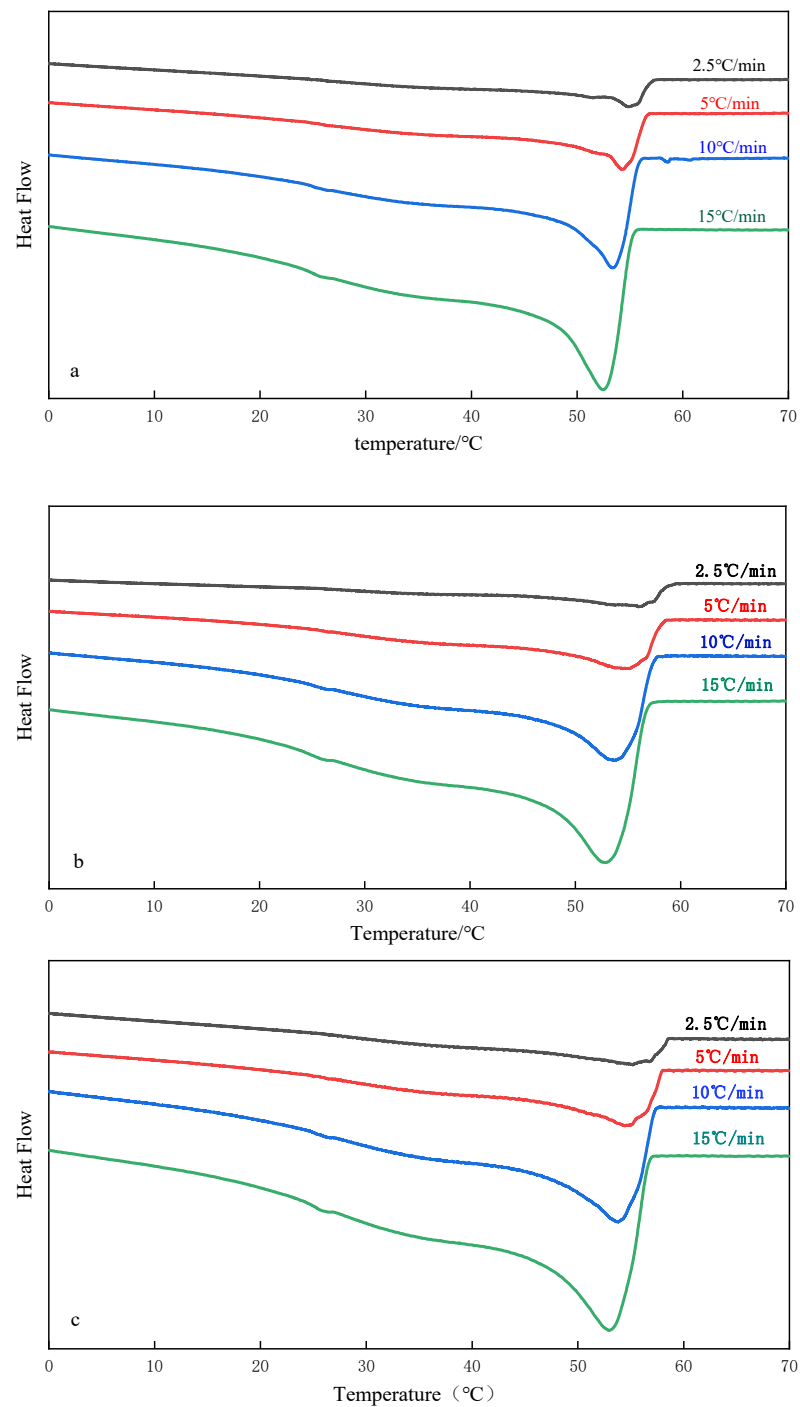 2.5℃/min
5℃/min
10℃/min
15℃/min
Heat Flow
a
0 10 20 30 40 50 60 70
temperature/℃
2.5℃/min
5℃/min
10℃/min
15℃/min
Heat Flow
b
0 10 20 30 40 50 60 70
Temperature/℃
2.5℃/min
5℃/min
10℃/min
15℃/min
Heat Flow
c
0 10 20 30 40 50 60 70
Temperature（℃）